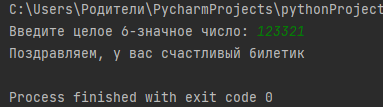 C:\Users\Родители\PycharmProjects\pythonProject
Введите целое 6-значное число: 123321
Поздравляем, у вас счастливый билетик
Process finished with exit code 0